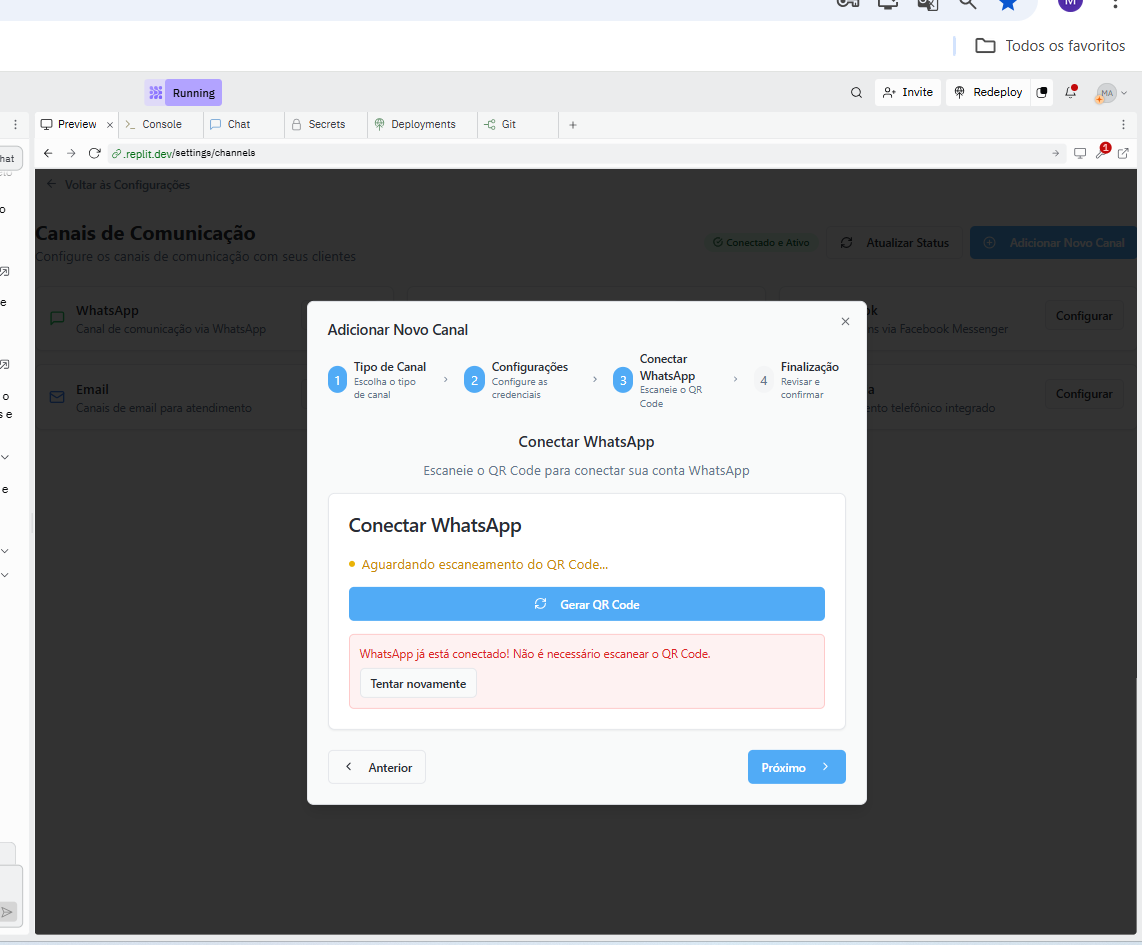 M
Todos os favoritos
Running
Invite
Redeploy
MA
Preview
Console
Chat
Secrets
Deployments
Git
hat
.replit.dev/settings/channels
1
Voltar às Configurações
o
Canais de Comunicação
Configure os canais de comunicação com seus clientes
Conectado e Ativo
Atualizar Status
Adicionar Novo Canal
e
WhatsApp
Canal de comunicação via WhatsApp
ok
ns via Facebook Messenger
Configurar
Email
Canais de email para atendimento
a
nto telefônico integrado
Configurar
o
s e
e
Adicionar Novo Canal
1
Tipo de Canal
Escolha o tipo
de canal
2
Configurações
Configure as
credenciais
3
Conectar
WhatsApp
Escaneie o QR
Code
4
Finalização
Revisar e
confirmar
Conectar WhatsApp
Escaneie o QR Code para conectar sua conta WhatsApp
Conectar WhatsApp
Aguardando escaneamento do QR Code...
Gerar QR Code
WhatsApp já está conectado! Não é necessário escanear o QR Code.
Tentar novamente
Anterior
Próximo